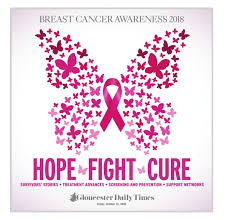 BREAST CANCER AWARENESS 2018
HOPE FIGHT CURE
SURVIVORS' STORIES • TREATMENT ADVANCES • SCREENING AND PREVENTION • SUPPORT NETWORKS
Gloucester Daily Times